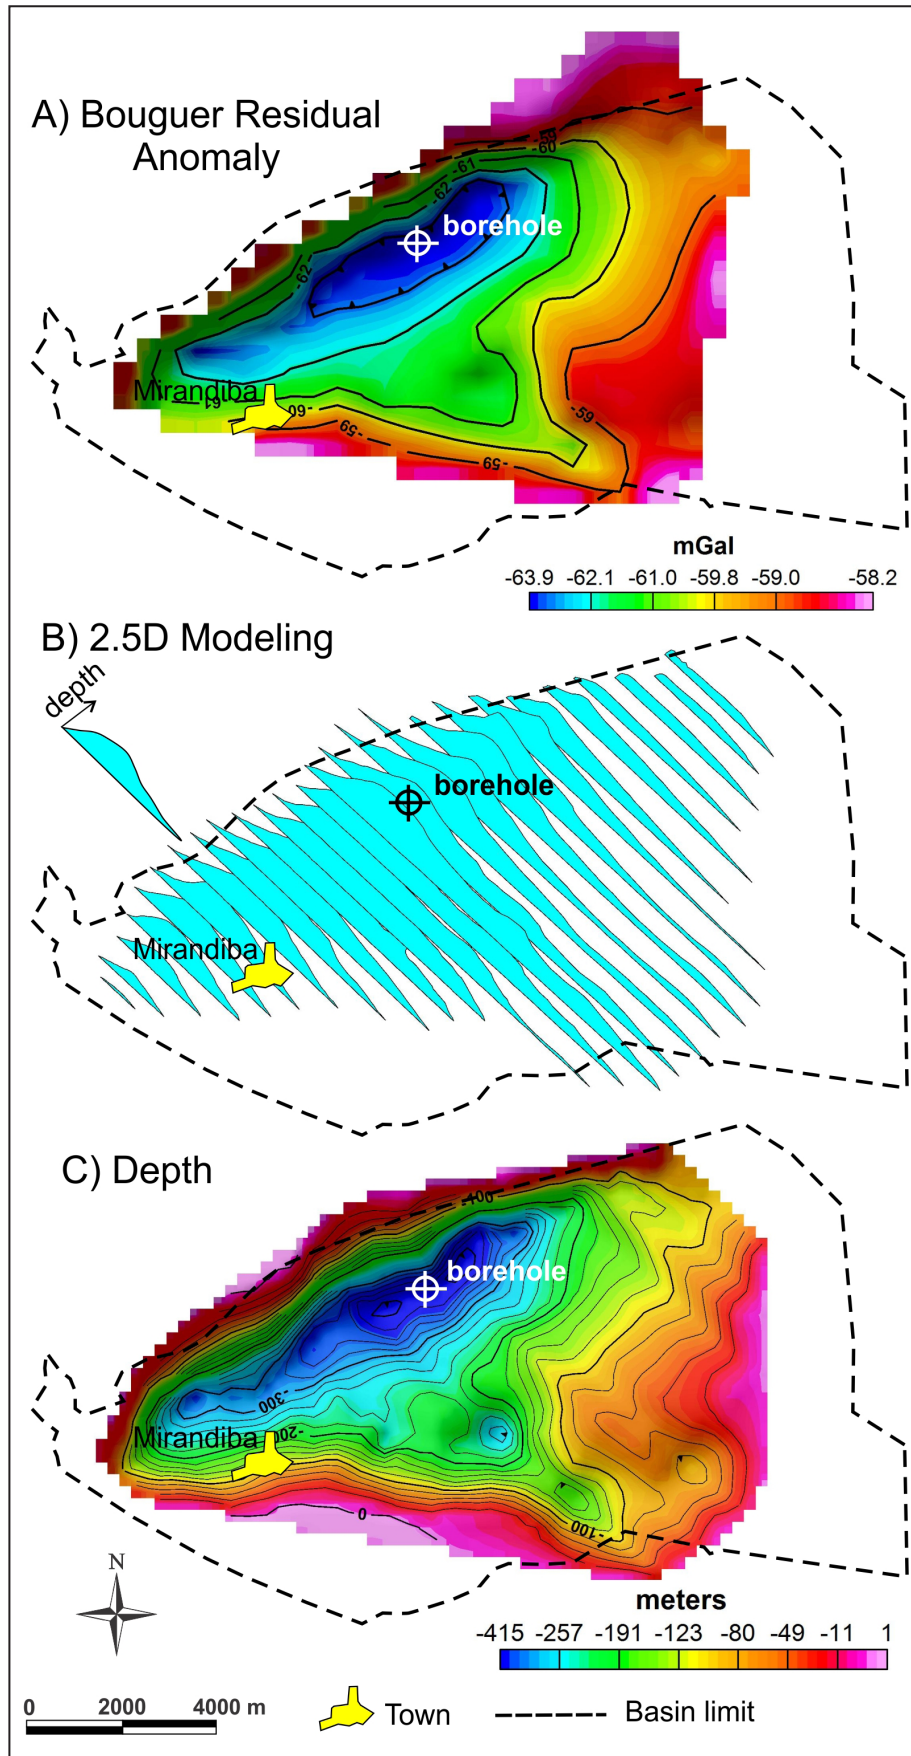 A) Bouguer Residual
Anomaly
-59
-60
-61
-62
borehole
-62
Mirandiba
-61
-60
-59
-59
-59
mGal
-63.9 -62.1 -61.0 -59.8 -59.0 -58.2
B) 2.5D Modeling
depth
borehole
Mirandiba
C) Depth
-100
borehole
-300
Mirandiba
-200
0
-100
N
meters
-415 -257 -191 -123 -80 -49 -11 1
0 2000 4000 m
Town
Basin limit